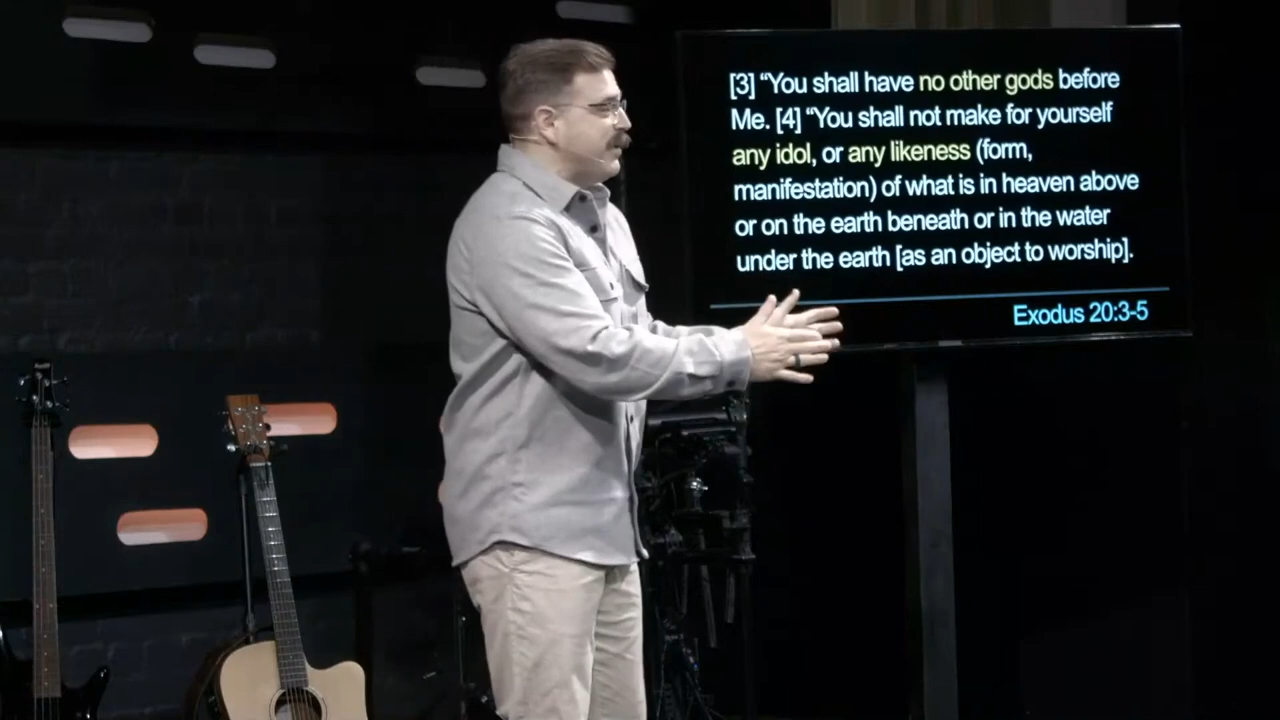 [3] “You shall have no other gods before
Me. [4] “You shall not make for yourself
any idol, or any likeness (form,
manifestation) of what is in heaven above
or on the earth beneath or in the water
under the earth [as an object to worship].
Exodus 20:3-5